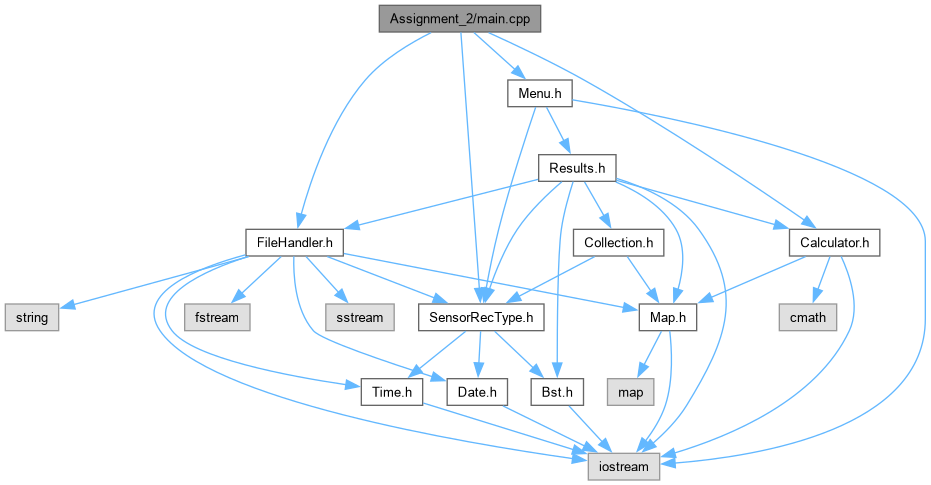 Assignment_2/main.cpp
Menu.h
Results.h
FileHandler.h
Collection.h
Calculator.h
string
fstream
sstream
SensorRecType.h
Map.h
cmath
Time.h
Date.h
Bst.h
map
iostream